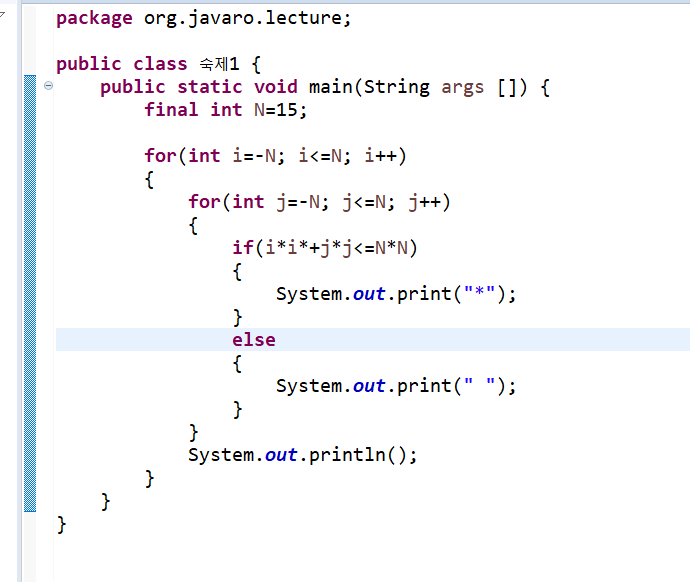 package org.javaro.lecture;
public class 숙제1 {
public static void main(String args []) {
final int N=15;
for(int i=-N; i<=N; i++)
{
for(int j=-N; j<=N; j++)
{
if(i*i*+j*j<=N*N)
{
System.out.print("*");
}
else
{
System.out.print(" ");
}
}
System.out.println();
}
}
}